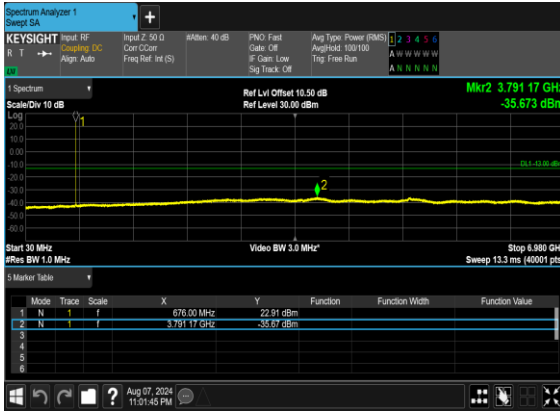 Spectrum Analyzer 1
Swept SA
+
KEYSIGHT Input: RF Input Z: 50 Ω #Atten: 40 dB PNO: Fast Avg Type: Power (RMS) 1 2 3 4 5 6
R T Coupling: DC Corr CCorr Gate: Off Avg|Hold: 100/100 A W W W W W
Align: Auto Freq Ref: Int (S) IF Gain: Low Trig: Free Run
LV Sig Track: Off A N N N N N
1 Spectrum Ref Lvl Offset 10.50 dB Mkr2 3.791 17 GHz
Scale/Div 10 dB Ref Level 30.00 dBm -35.673 dBm
Log
20.0
10.0
0.00
-10.0
-20.0
-30.0
-40.0
-50.0
-60.0
1
DL1 -13.00 dBm
2
Start 30 MHz Video BW 3.0 MHz* Stop 6.980 GH
#Res BW 1.0 MHz Sweep 13.3 ms (40001 pts
5 Marker Table
Mode Trace Scale X Y Function Function Width Function Value
1 N 1 f 676.00 MHz 22.91 dBm
2 N 1 f 3.791 17 GHz -35.67 dBm
3
4
5
6
? Aug 07, 2024
11:01:45 PM